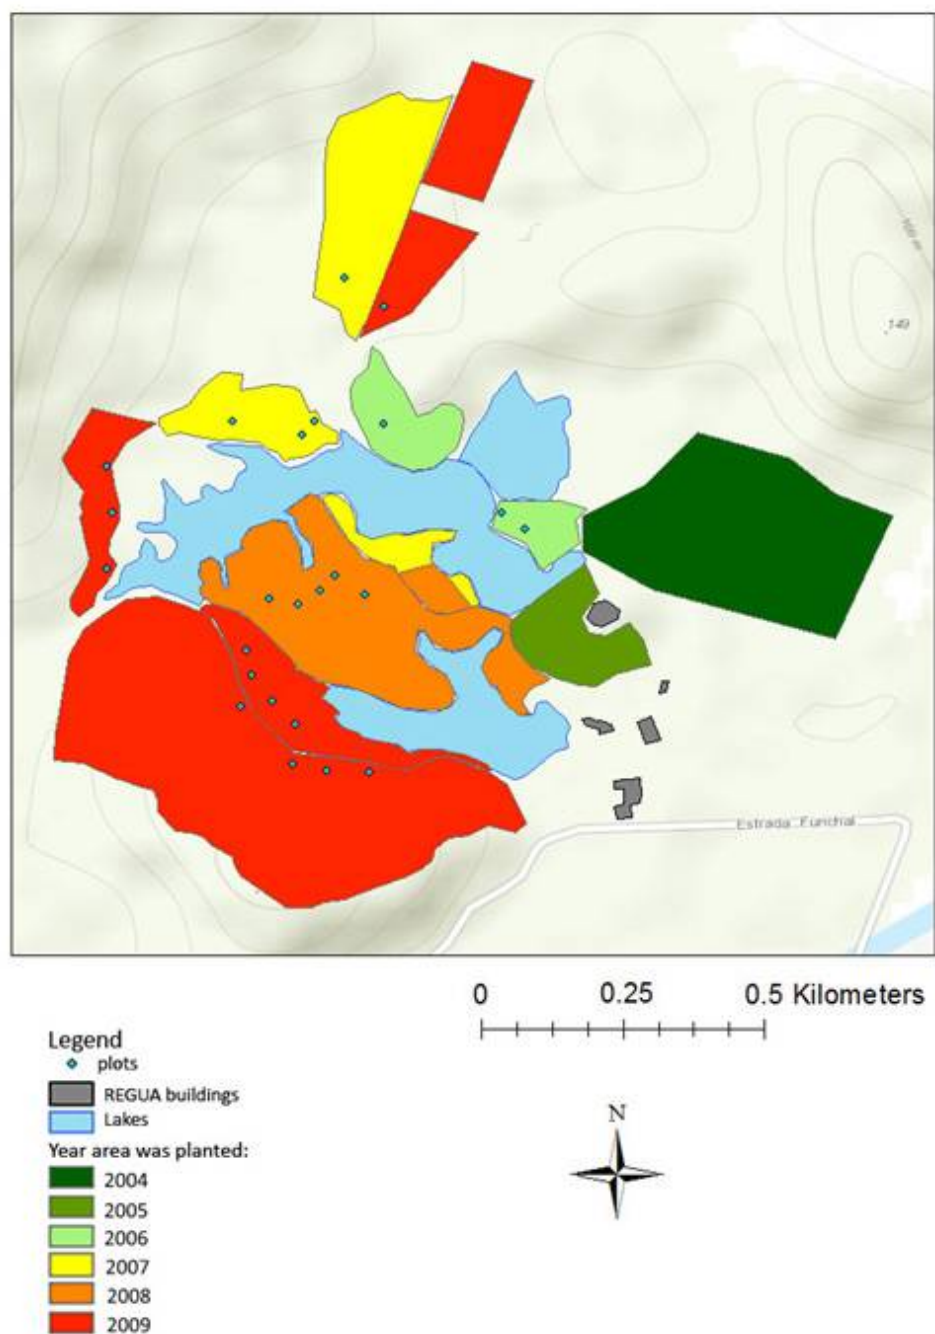 100 m
149
Estrada Funchal
0 0.25 0.5 Kilometers
Legend
plots
REGUA buildings
Lakes
Year area was planted:
2004
2005
2006
2007
2008
2009
N